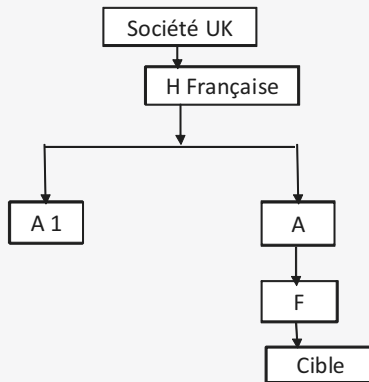 Société UK
H Française
A 1
A
F
Cible